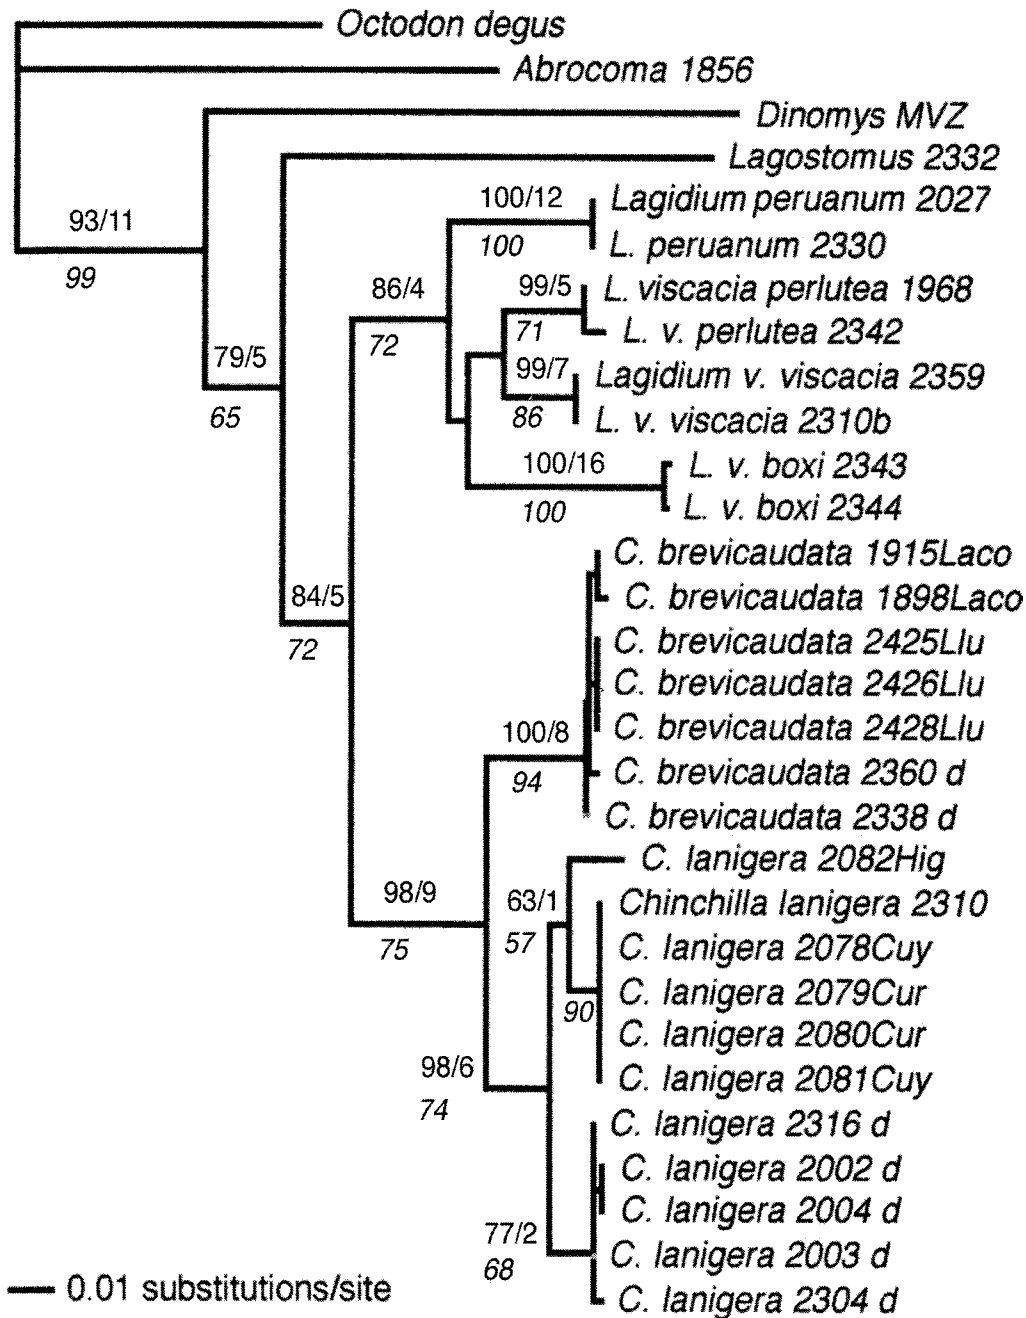 Octodon degus
Abrocoma 1856
Dinomys MVZ
Lagostomus 2332
100/12
Lagidium peruanum 2027
93/11
100
L. peruanum 2330
99
86/4
99/5
L. viscacia perlutea 1968
72
71
L. v. perlutea 2342
79/5
99/7
Lagidium v. viscacia 2359
65
86
L. v. viscacia 2310b
100/16
L. v. boxi 2343
100
L. v. boxi 2344
C. brevicaudata 1915Laco
84/5
C. brevicaudata 1898Laco
72
C. brevicaudata 2425Llu
C. brevicaudata 2426Llu
100/8
C. brevicaudata 2428Llu
94
C. brevicaudata 2360 d
C. brevicaudata 2338 d
C. lanigera 2082Hig
98/9
63/1
Chinchilla lanigera 2310
75
57
C. lanigera 2078Cuy
C. lanigera 2079Cur
90
C. lanigera 2080Cur
98/6
C. lanigera 2081Cuy
74
C. lanigera 2316 d
C. lanigera 2002 d
C. lanigera 2004 d
77/2
C. lanigera 2003 d
68
0.01 substitutions/site
C. lanigera 2304 d